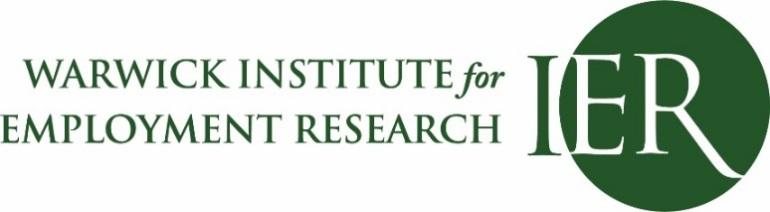 WARWICK INSTITUTE for
EMPLOYMENT RESEARCH
IER